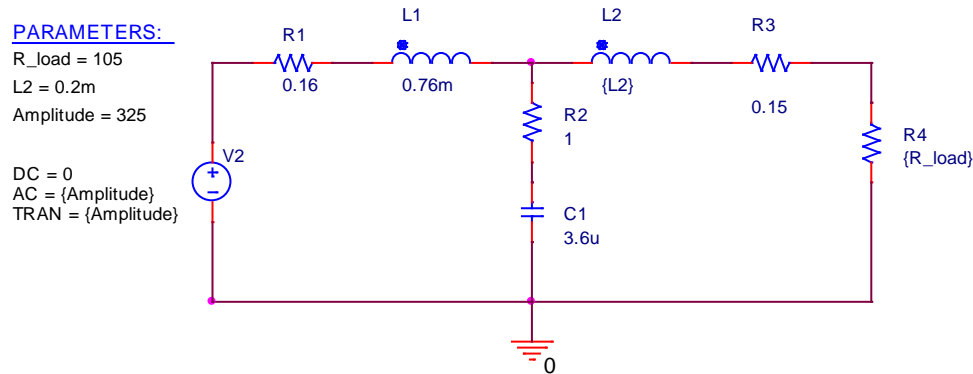 PARAMETERS:
R_load = 105
L2 = 0.2m
Amplitude = 325
DC = 0
AC = {Amplitude}
TRAN = {Amplitude}
V2
R1
0.16
L1
0.76m
L2
{L2}
R3
0.15
R2
1
C1
3.6u
R4
{R_load}
0